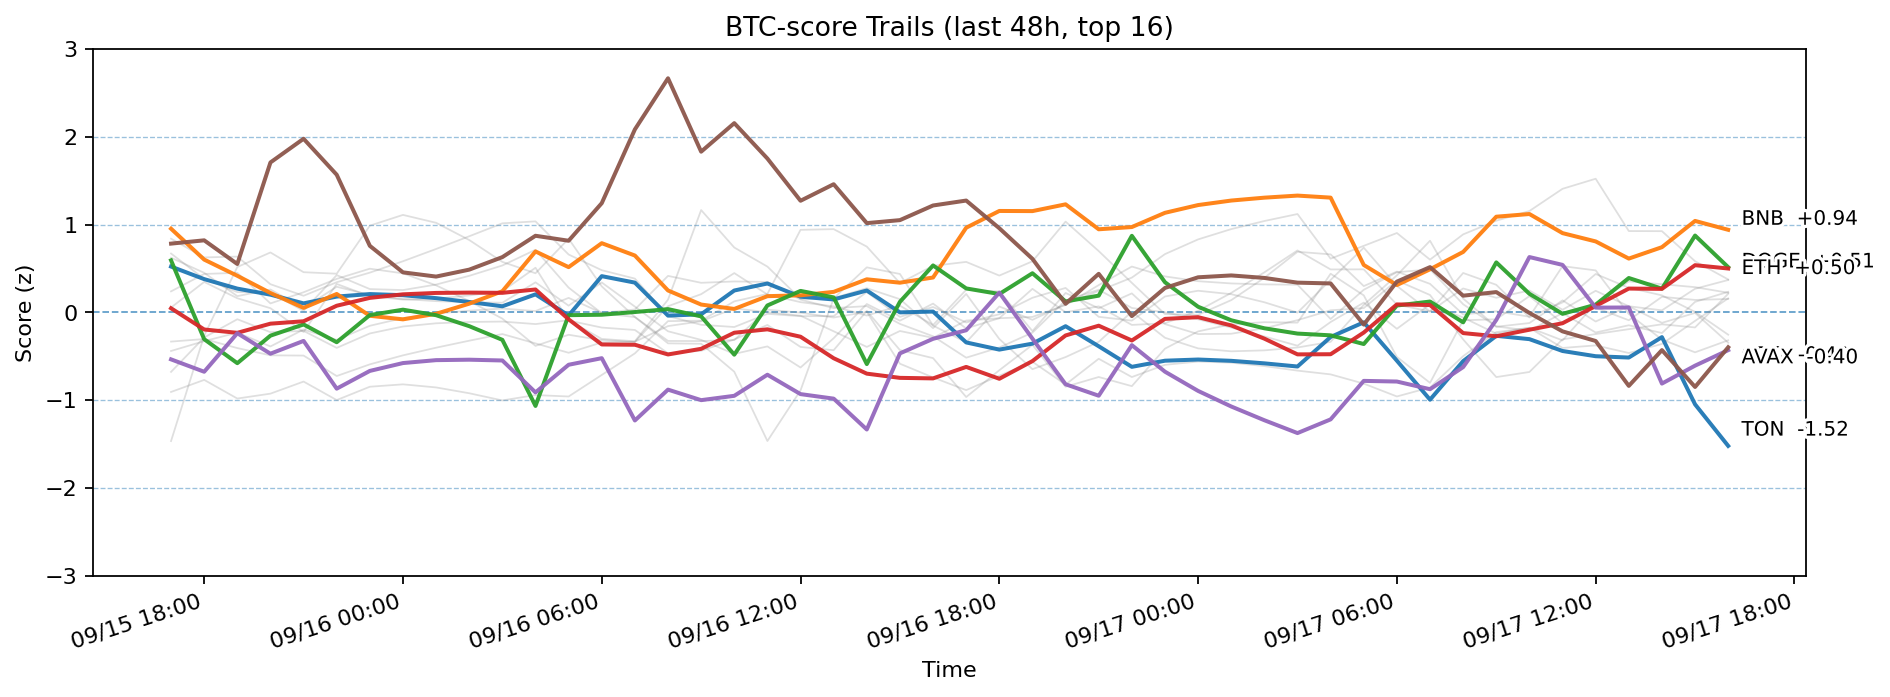 BTC-score Trails (last 48h, top 16)
3
2
1
0
−1
−2
−3
Score (z)
BNB +0.94
ETH +0.50
AVAX -0.40
TON -1.52
09/15 18:00
09/16 00:00
09/16 06:00
09/16 12:00
09/16 18:00
09/17 00:00
09/17 06:00
09/17 12:00
09/17 18:00
Time